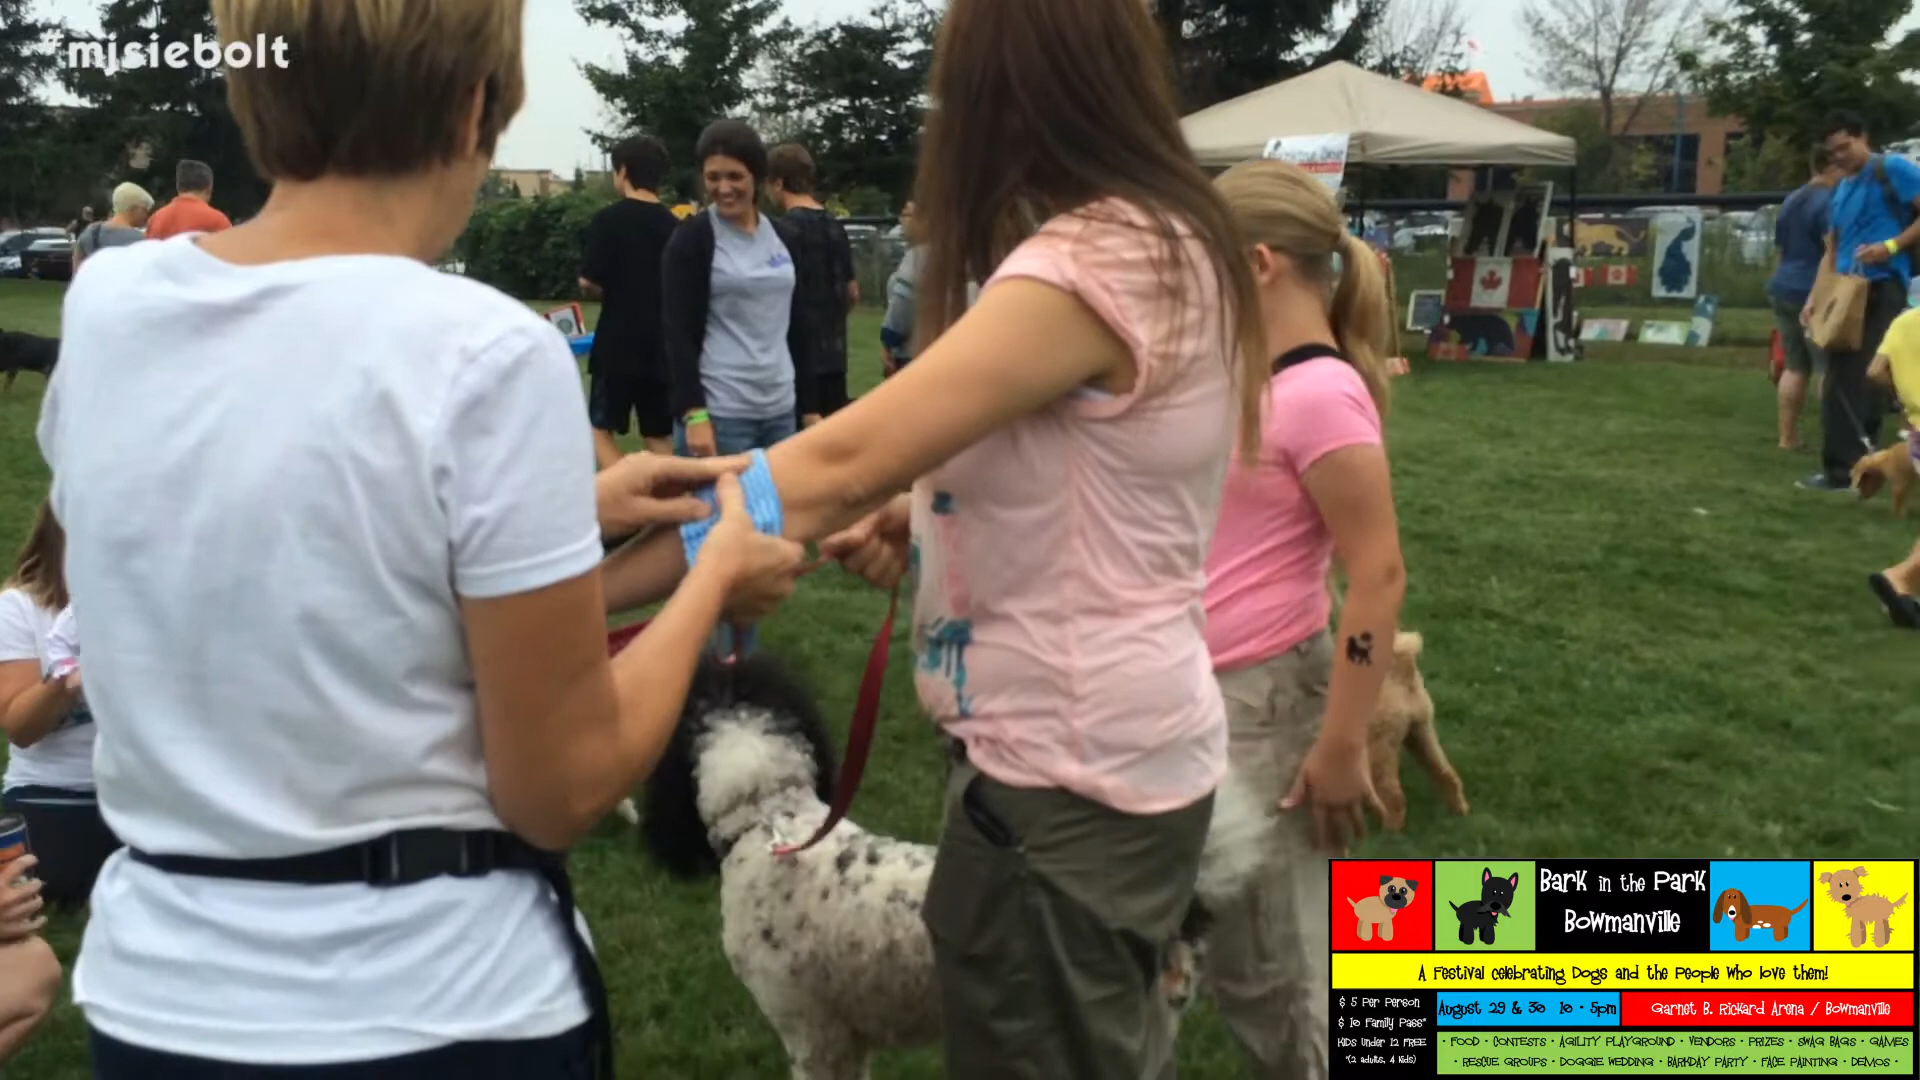 #mjsiebolt
Bark in the Park
Bowmanville
A Festival celebrating Dogs and the People who love them!
$ 5 Per Person
$ 10 Family Pass*
Kids under 12 FREE
*(2 adults, 4 kids)
August 29 & 30 10 - 5pm
Garnet B. Rickard Arena / Bowmanville
· FOOD · CONTESTS · AGILITY PLAYGROUND · VENDORS · PRIZES · SWAG BAGS · GAMES
· RESCUE GROUPS · DOGGIE WEDDING · BARKDAY PARTY · FACE PAINTING · DEMOS ·